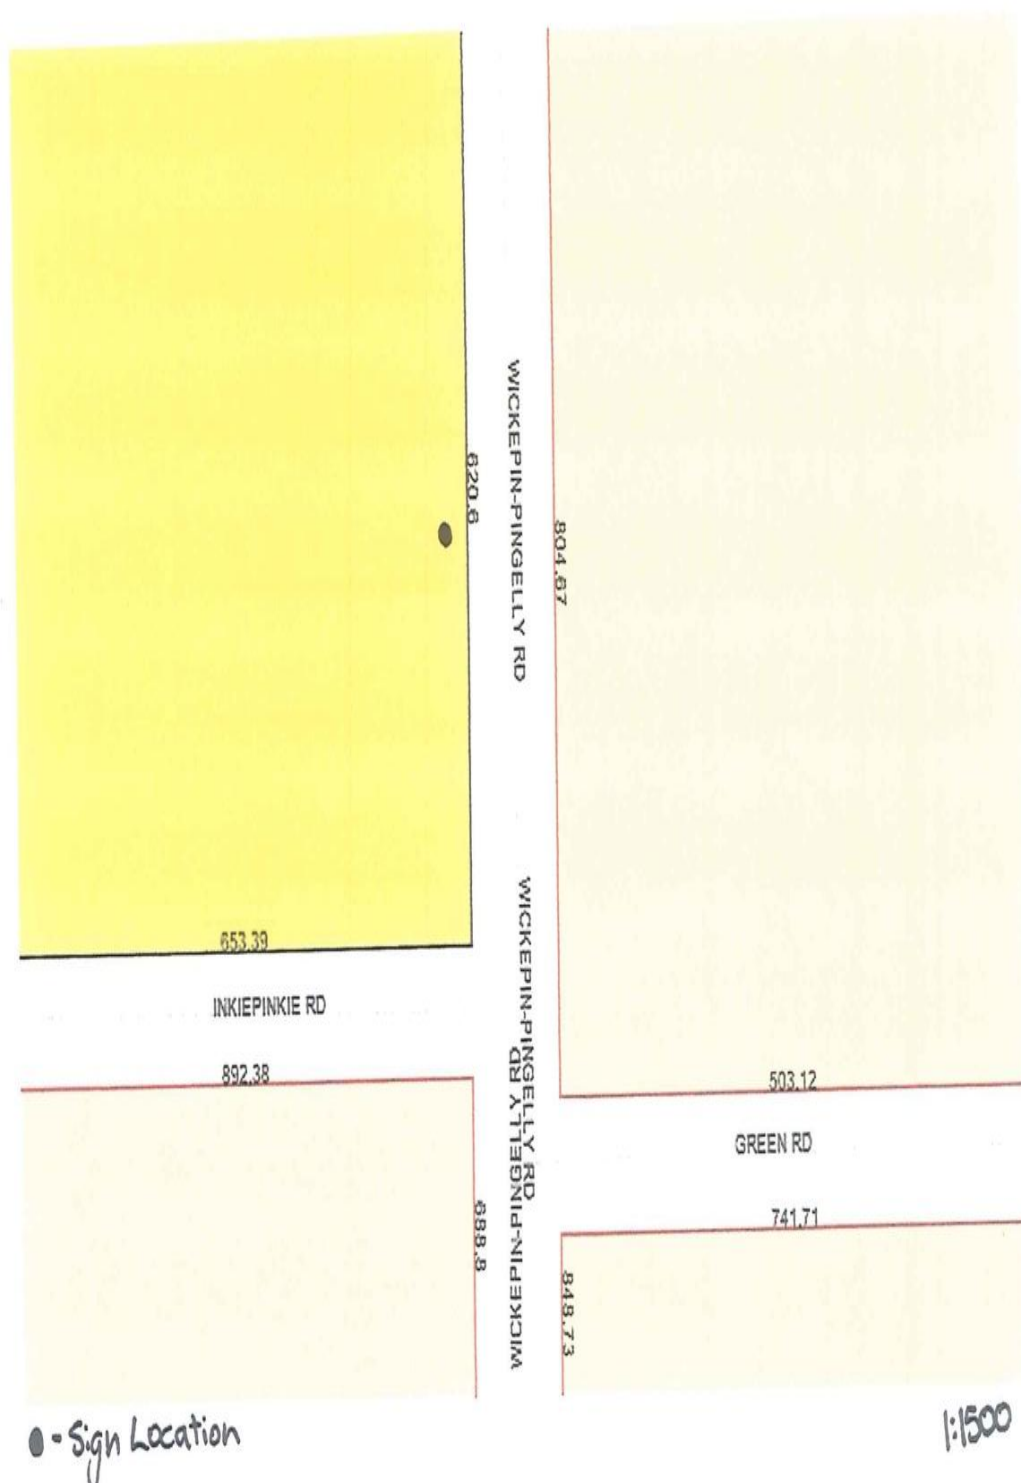 WICKEPIN-PINGELLY RD
620.6
804.67
653.39
INKIEPINKIE RD
WICKEPIN-PINGELLY RD
WICKEPIN-PINGELLY RD
892.38
503.12
GREEN RD
741.71
688.8
848.73
- Sign Location
1:1500